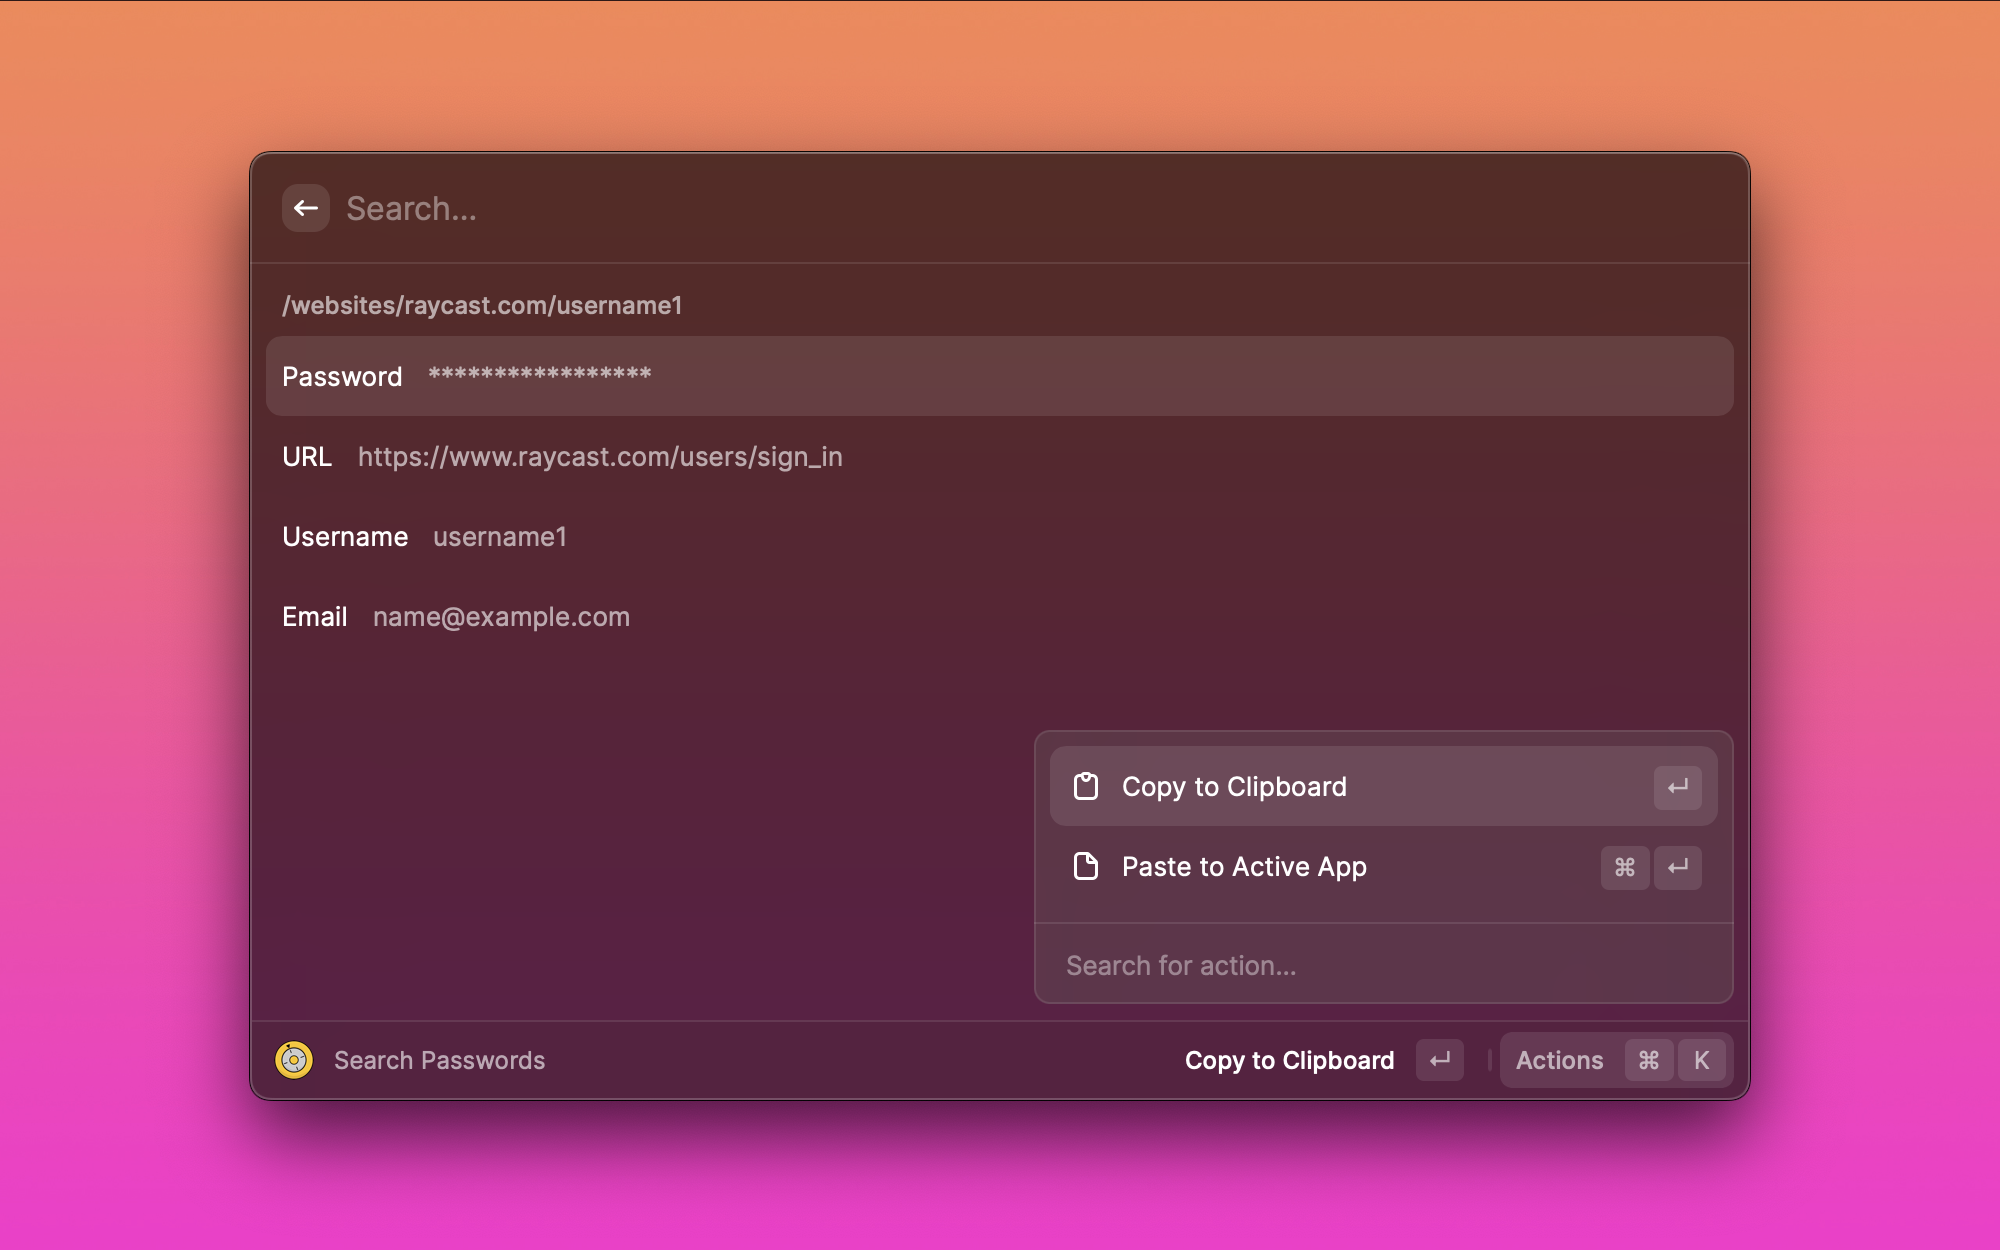 Search...
/websites/raycast.com/username1
Password *****************
URL https://www.raycast.com/users/sign_in
Username username1
Email name@example.com
Copy to Clipboard ↵
Paste to Active App ⌘ ↵
Search for action...
Search Passwords Copy to Clipboard ↵ Actions ⌘ K